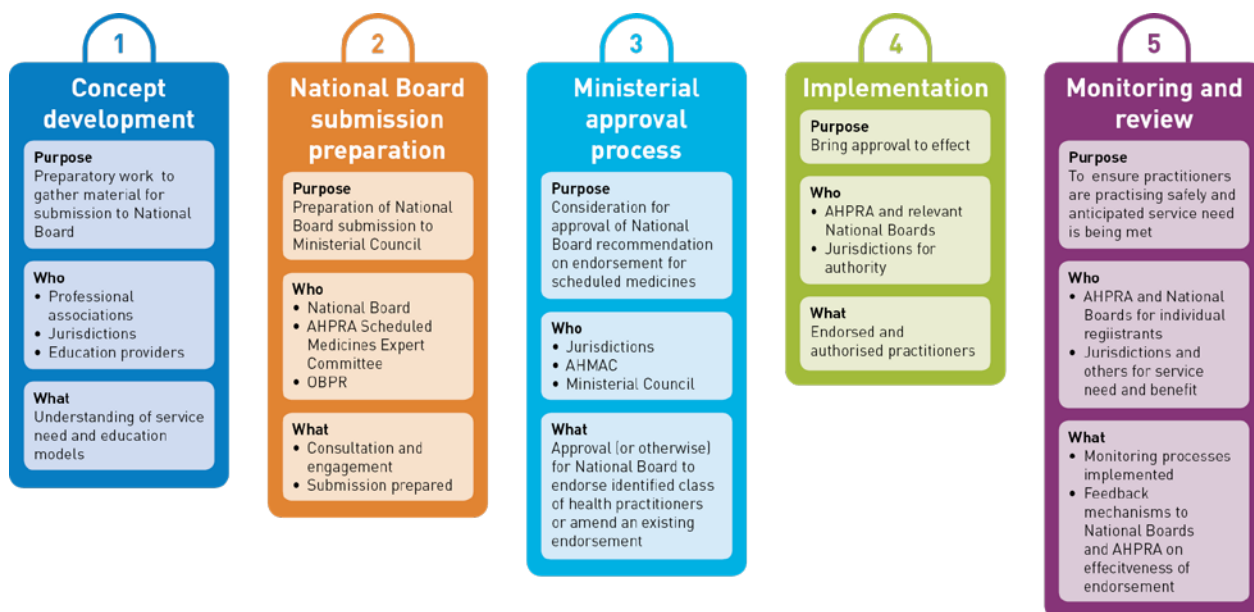 1
Concept
development
Purpose
Preparatory work to
gather material for
submission to National
Board
Who
• Professional
associations
• Jurisdictions
• Education providers
What
Understanding of service
need and education
models
2
National Board
submission
preparation
Purpose
Preparation of National
Board submission to
Ministerial Council
Who
• National Board
• AHPRA Scheduled
Medicines Expert
Committee
• OBPR
What
• Consultation and
engagement
• Submission prepared
3
Ministerial
approval
process
Purpose
Consideration for
approval of National
Board recommendation
on endorsement for
scheduled medicines
Who
• Jurisdictions
• AHMAC
• Ministerial Council
What
Approval (or otherwise)
for National Board to
endorse identified class
of health practitioners
or amend an existing
endorsement
4
Implementation
Purpose
Bring approval to effect
Who
• AHPRA and relevant
National Boards
• Jurisdictions for
authority
What
Endorsed and
authorised practitioners
5
Monitoring and
review
Purpose
To ensure practitioners
are practising safely and
anticipated service need
is being met
Who
• AHPRA and National
Boards for individual
regiistrants
• Jurisdictions and
others for service
need and benefit
What
• Monitoring processes
implemented
• Feedback
mechanisms to
National Boards
and AHPRA on
effecitveness of
endorsement